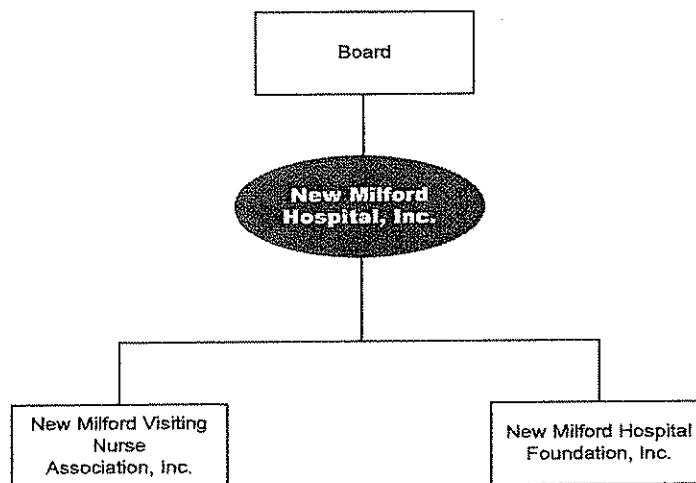 Board
New Milford
Hospital, Inc.
New Milford Visiting
Nurse
Association, Inc.
New Milford Hospital
Foundation, Inc.